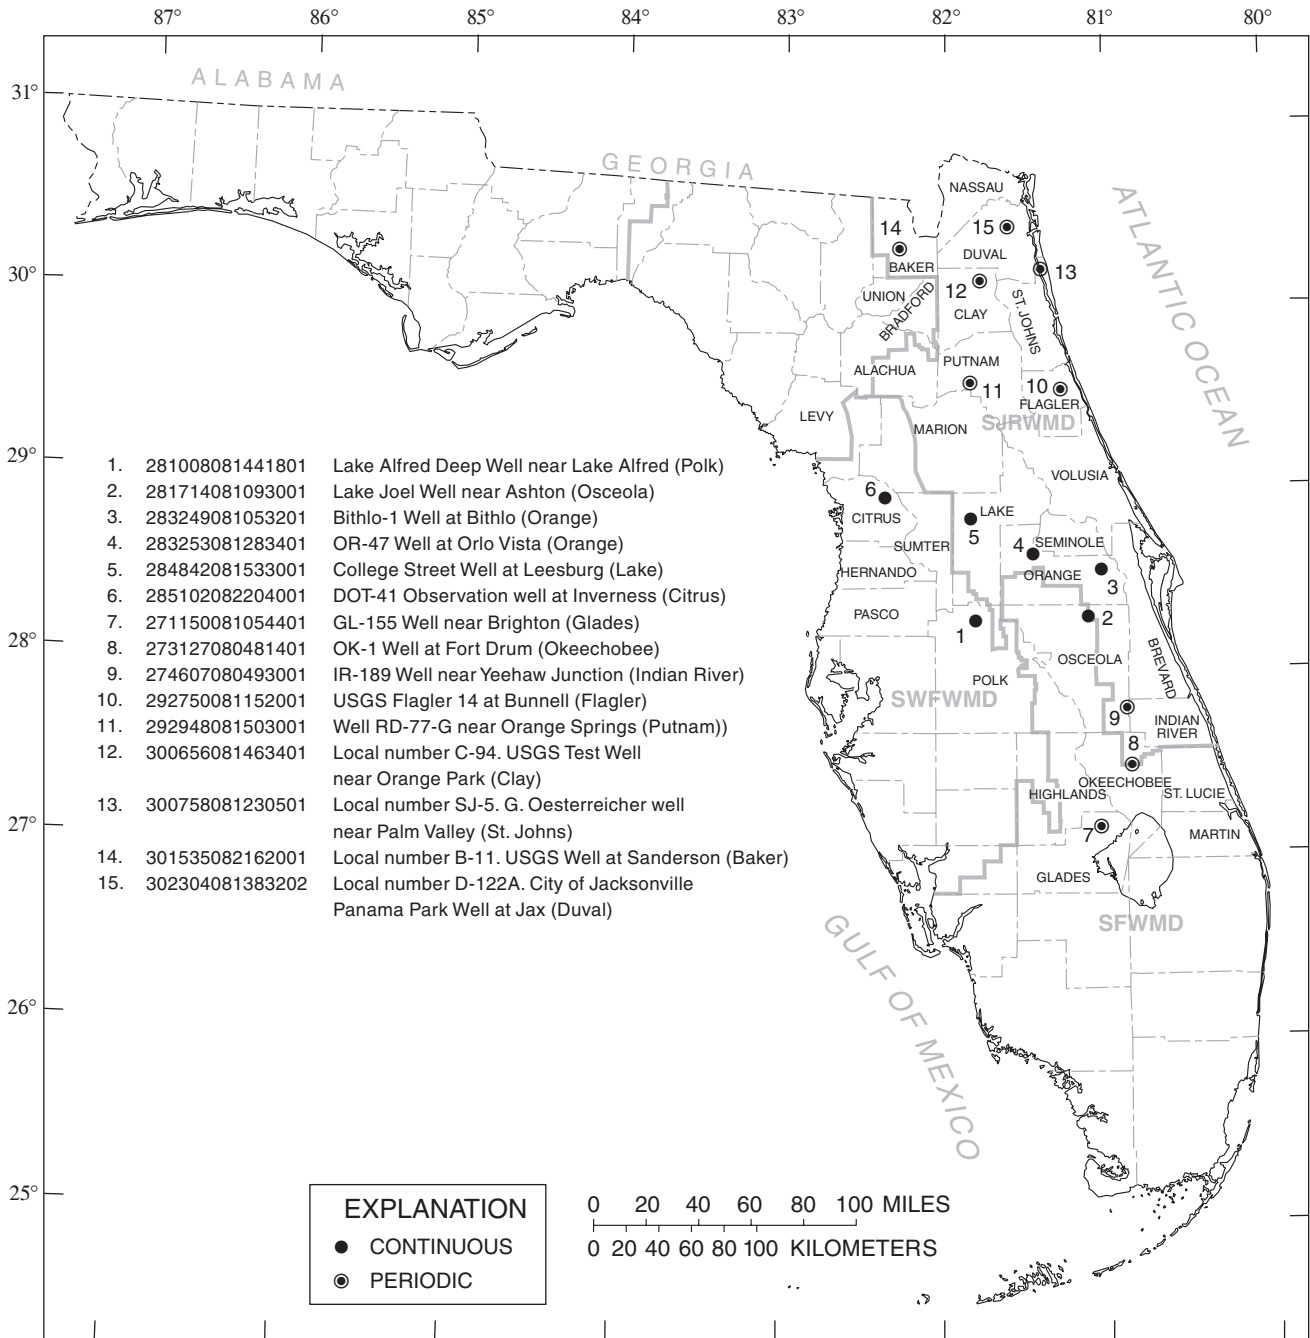 87° 86° 85° 84° 83° 82° 81° 80°
ALABAMA
31°
GEORGIA
NASSAU
ATLANTIC OCEAN
14
15
DUVAL
BAKER
13
30°
12
UNION
BRADFORD
ST. JOHNS
CLAY
PUTNAM
ALACHUA
11
10
FLAGLER
LEVY
SJRWMD
MARION
29°
VOLUSIA
6
CITRUS
LAKE
5
4
SEMINOLE
SUMTER
HERNANDO
ORANGE
3
PASCO
2
1
28°
OSCEOLA
BREVARD
POLK
SWFWMD
9
INDIAN
RIVER
8
OKEECHOBEE
HIGHLANDS
ST. LUCIE
27°
7
MARTIN
GLADES
SFWMD
GULF OF MEXICO
26°
25°
1. 281008081441801 Lake Alfred Deep Well near Lake Alfred (Polk)
2. 281714081093001 Lake Joel Well near Ashton (Osceola)
3. 283249081053201 Bithlo-1 Well at Bithlo (Orange)
4. 283253081283401 OR-47 Well at Orlo Vista (Orange)
5. 284842081533001 College Street Well at Leesburg (Lake)
6. 285102082204001 DOT-41 Observation well at Inverness (Citrus)
7. 271150081054401 GL-155 Well near Brighton (Glades)
8. 273127080481401 OK-1 Well at Fort Drum (Okeechobee)
9. 274607080493001 IR-189 Well near Yeehaw Junction (Indian River)
10. 292750081152001 USGS Flagler 14 at Bunnell (Flagler)
11. 292948081503001 Well RD-77-G near Orange Springs (Putnam))
12. 300656081463401 Local number C-94. USGS Test Well
near Orange Park (Clay)
13. 300758081230501 Local number SJ-5. G. Oesterreicher well
near Palm Valley (St. Johns)
14. 301535082162001 Local number B-11. USGS Well at Sanderson (Baker)
15. 302304081383202 Local number D-122A. City of Jacksonville
Panama Park Well at Jax (Duval)
EXPLANATION
CONTINUOUS
PERIODIC
0 20 40 60 80 100 MILES
0 20 40 60 80 100 KILOMETERS